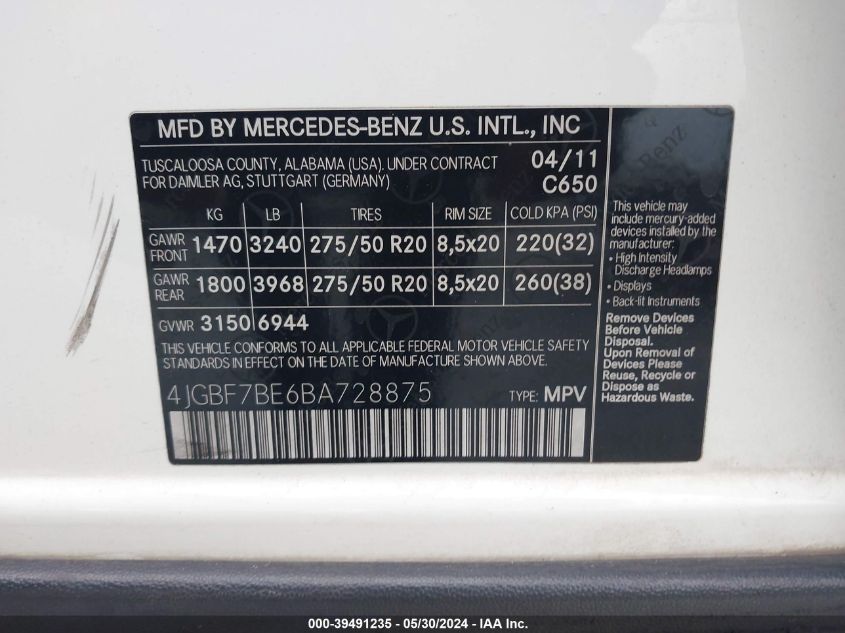 MFD BY MERCEDES-BENZ U.S. INTL., INC
TUSCALOOSA COUNTY, ALABAMA (USA), UNDER CONTRACT 04/11
FOR DAIMLER AG, STUTTGART (GERMANY) C650
KG LB TIRES RIM SIZE COLD KPA (PSI)
GAWR FRONT 1470 3240 275/50 R20 8,5x20 220(32)
GAWR REAR 1800 3968 275/50 R20 8,5x20 260(38)
GVWR 3150 6944
THIS VEHICLE CONFORMS TO ALL APPLICABLE FEDERAL MOTOR VEHICLE SAFETY
STANDARDS IN EFFECT ON THE DATE OF MANUFACTURE SHOWN ABOVE.
4JGBF7BE6BA728875 TYPE: MPV
This vehicle may
include mercury-added
devices installed by the
manufacturer:
• High Intensity
Discharge Headlamps
• Displays
• Back-lit Instruments
Remove Devices
Before Vehicle
Disposal.
Upon Removal of
Devices Please
Reuse, Recycle or
Dispose as
Hazardous Waste.
000-39491235 - 05/30/2024 - IAA Inc.